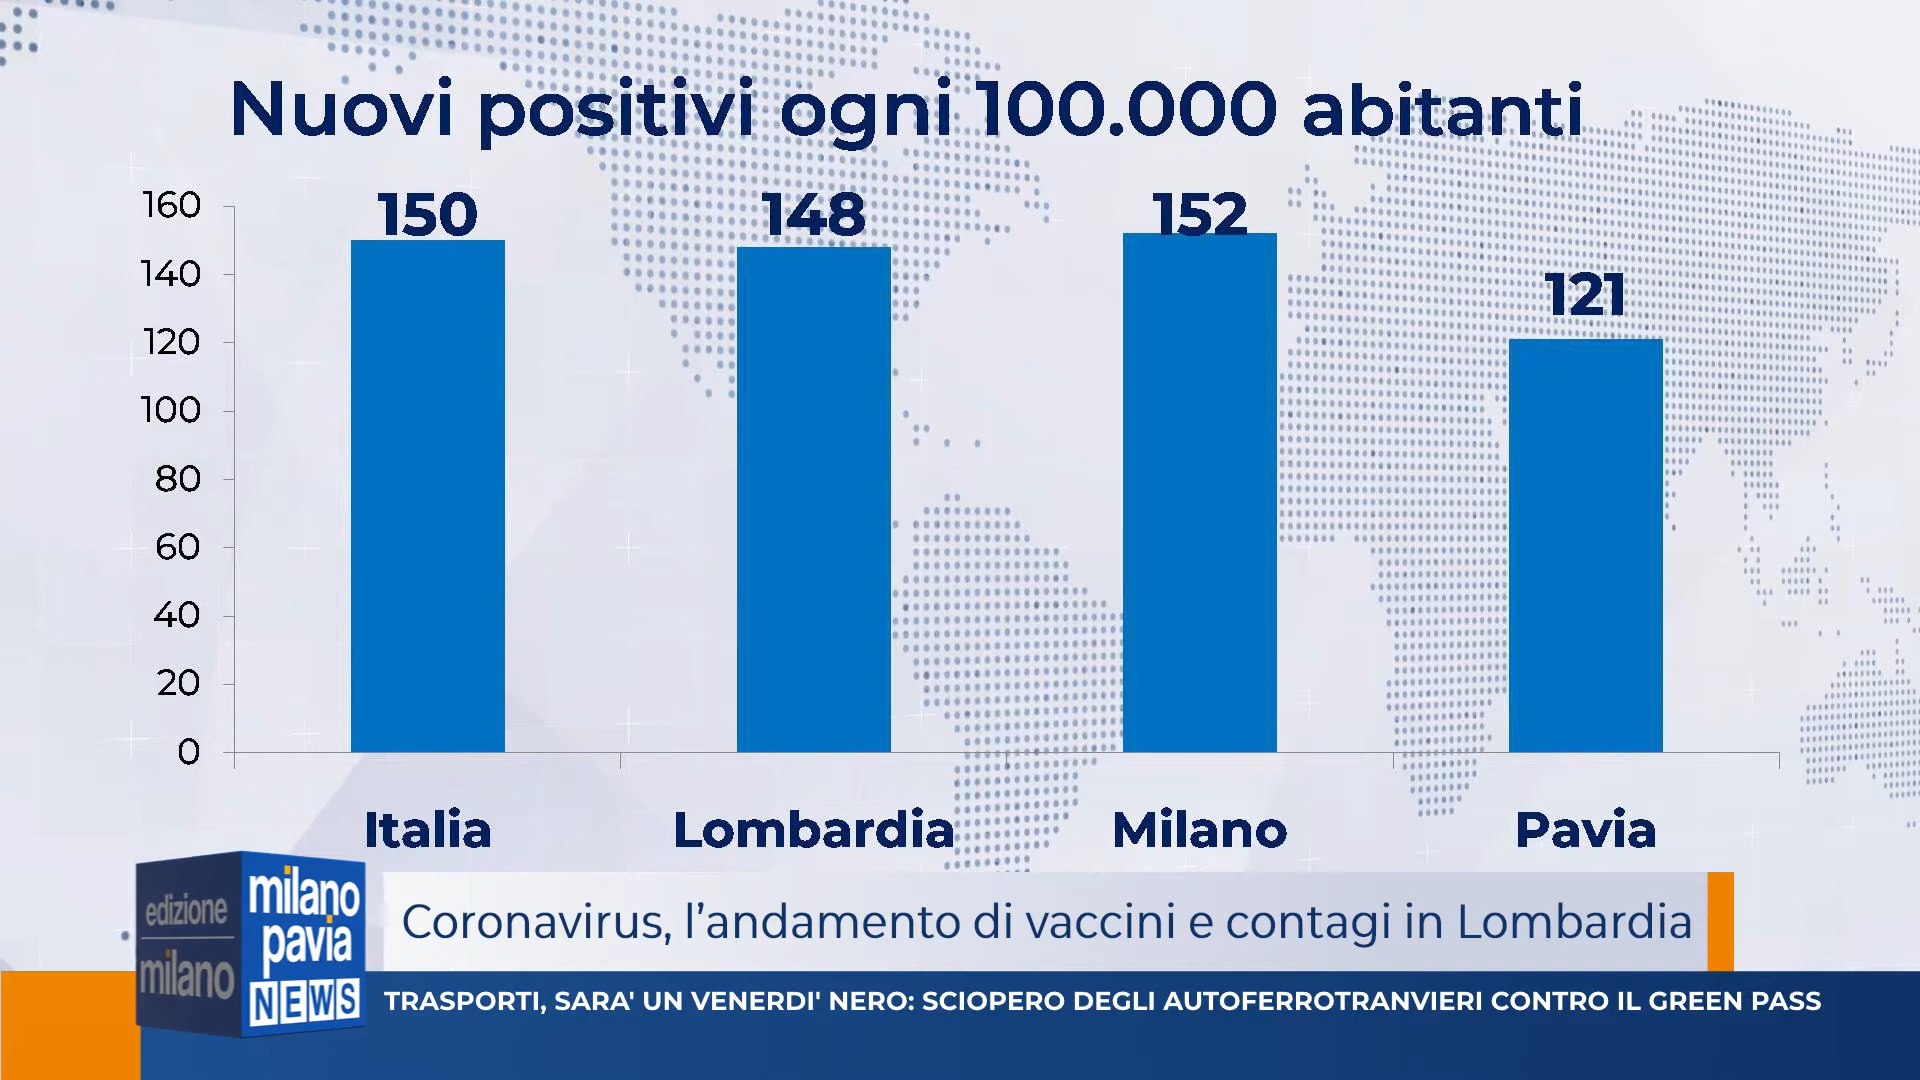 Nuovi positivi ogni 100.000 abitanti
160
140
120
100
80
60
40
20
0
150
148
152
121
Italia
Lombardia
Milano
Pavia
edizione
milano
milano
pavia
NEWS
Coronavirus, l’andamento di vaccini e contagi in Lombardia
TRASPORTI, SARA' UN VENERDI' NERO: SCIOPERO DEGLI AUTOFERROTRANVIERI CONTRO IL GREEN PASS